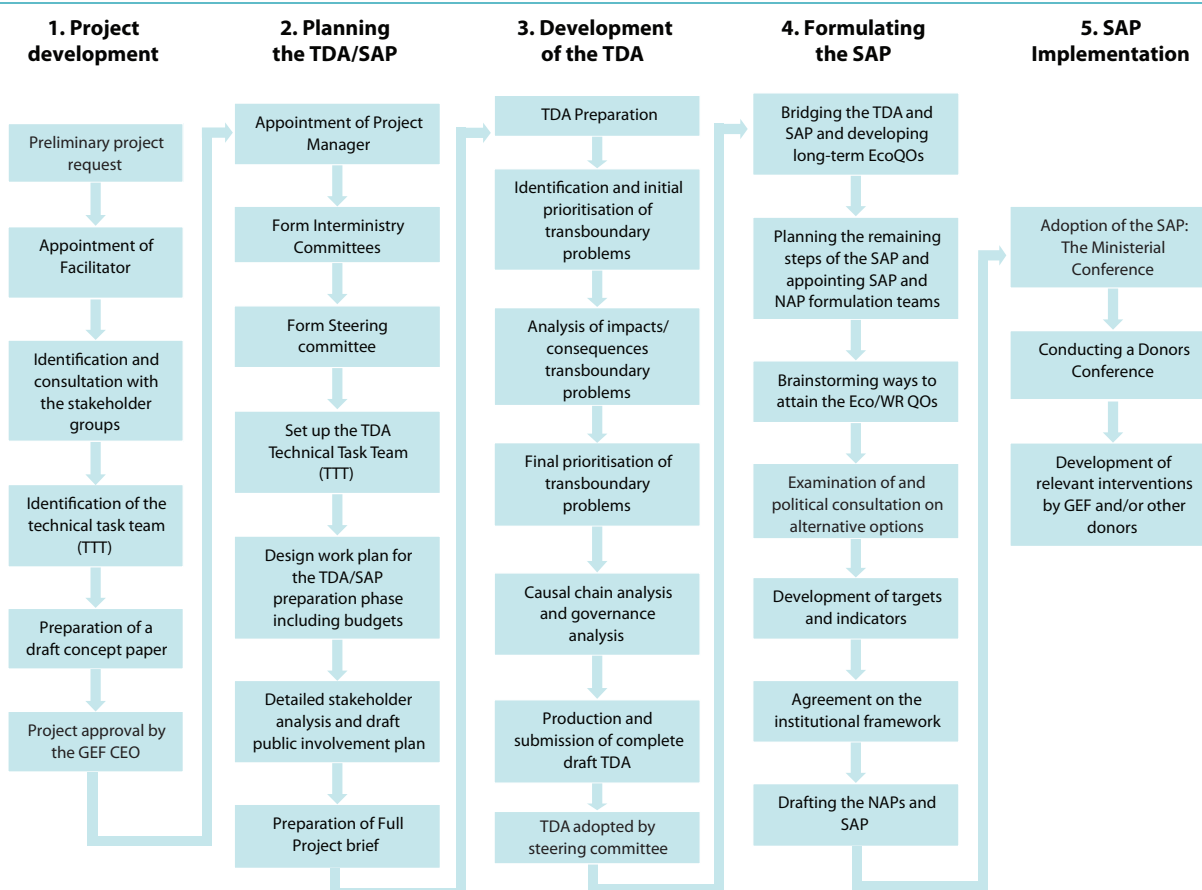 1. Project
development
Preliminary project
request
Appointment of
Facilitator
Identification and
consultation with
the stakeholder
groups
Identification of the
technical task team
(TTT)
Preparation of a
draft concept paper
Project approval by
the GEF CEO
2. Planning
the TDA/SAP
Appointment of Project
Manager
Form Interministry
Committees
Form Steering
committee
Set up the TDA
Technical Task Team
(TTT)
Design work plan for
the TDA/SAP
preparation phase
including budgets
Detailed stakeholder
analysis and draft
public involvement plan
Preparation of Full
Project brief
3. Development
of the TDA
TDA Preparation
Identification and initial
prioritisation of
transboundary
problems
Analysis of impacts/
consequences
transboundary
problems
Final prioritisation of
transboundary
problems
Causal chain analysis
and governance
analysis
Production and
submission of complete
draft TDA
TDA adopted by
steering committee
4. Formulating
the SAP
Bridging the TDA and
SAP and developing
long-term EcoQOs
Planning the remaining
steps of the SAP and
appointing SAP and
NAP formulation teams
Brainstorming ways to
attain the Eco/WR QOs
Examination of and
political consultation on
alternative options
Development of targets
and indicators
Agreement on the
institutional framework
Drafting the NAPs and
SAP
5. SAP
Implementation
Adoption of the SAP:
The Ministerial
Conference
Conducting a Donors
Conference
Development of
relevant interventions
by GEF and/or other
donors